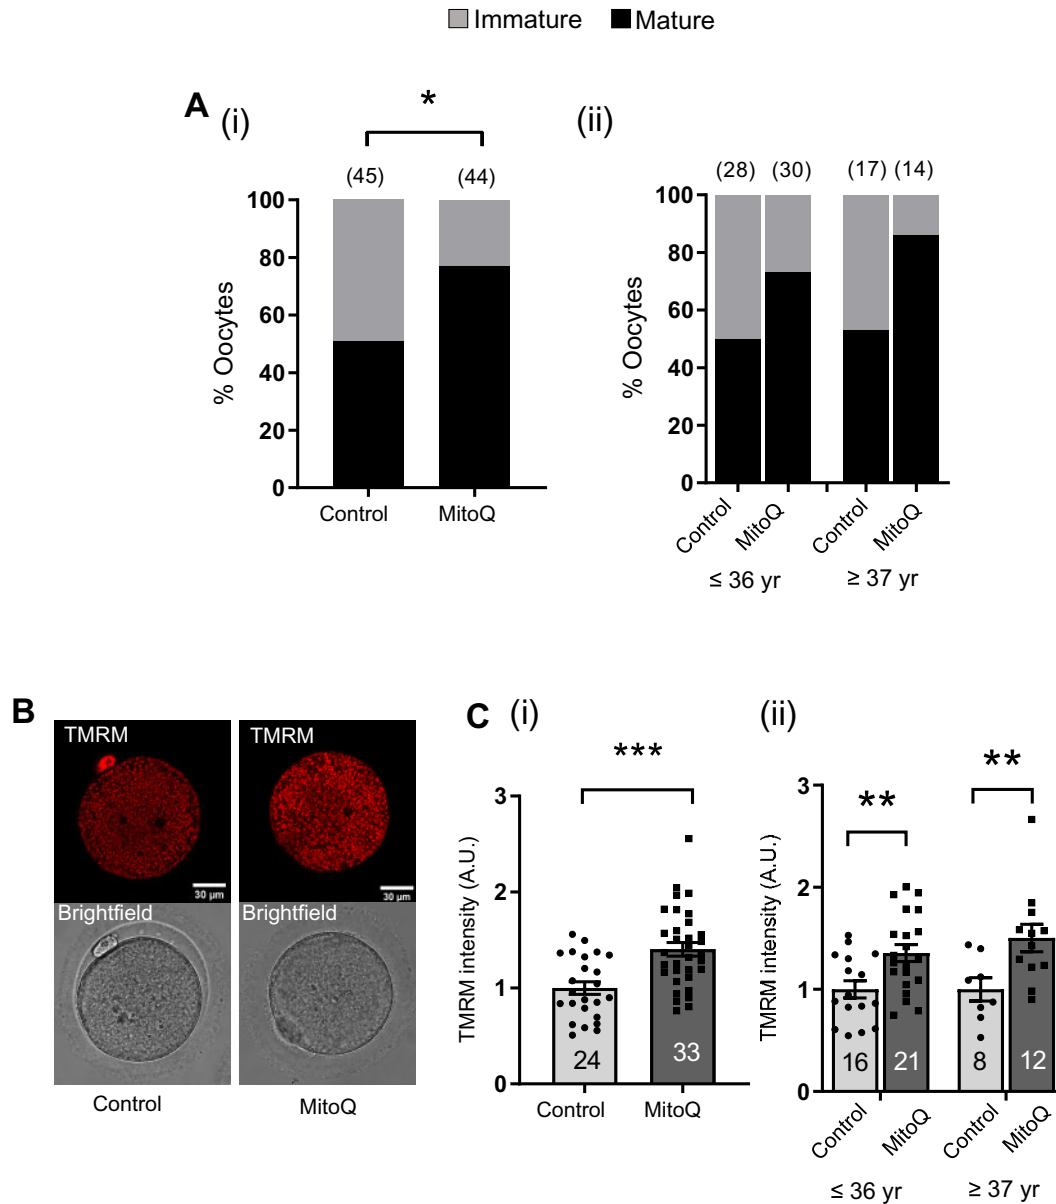 Immature Mature
A (i)
*
(45) (44)
100
80
60
40
20
0
% Oocytes
Control MitoQ
(ii)
(28) (30) (17) (14)
100
80
60
40
20
0
% Oocytes
Control MitoQ Control MitoQ
≤ 36 yr ≥ 37 yr
B
TMRM TMRM
30 µm 30 µm
Brightfield Brightfield
Control MitoQ
C (i)
***
3
2
1
0
TMRM intensity (A.U.)
24 33
Control MitoQ
(ii)
** **
3
2
1
0
TMRM intensity (A.U.)
16 21 8 12
Control MitoQ Control MitoQ
≤ 36 yr ≥ 37 yr